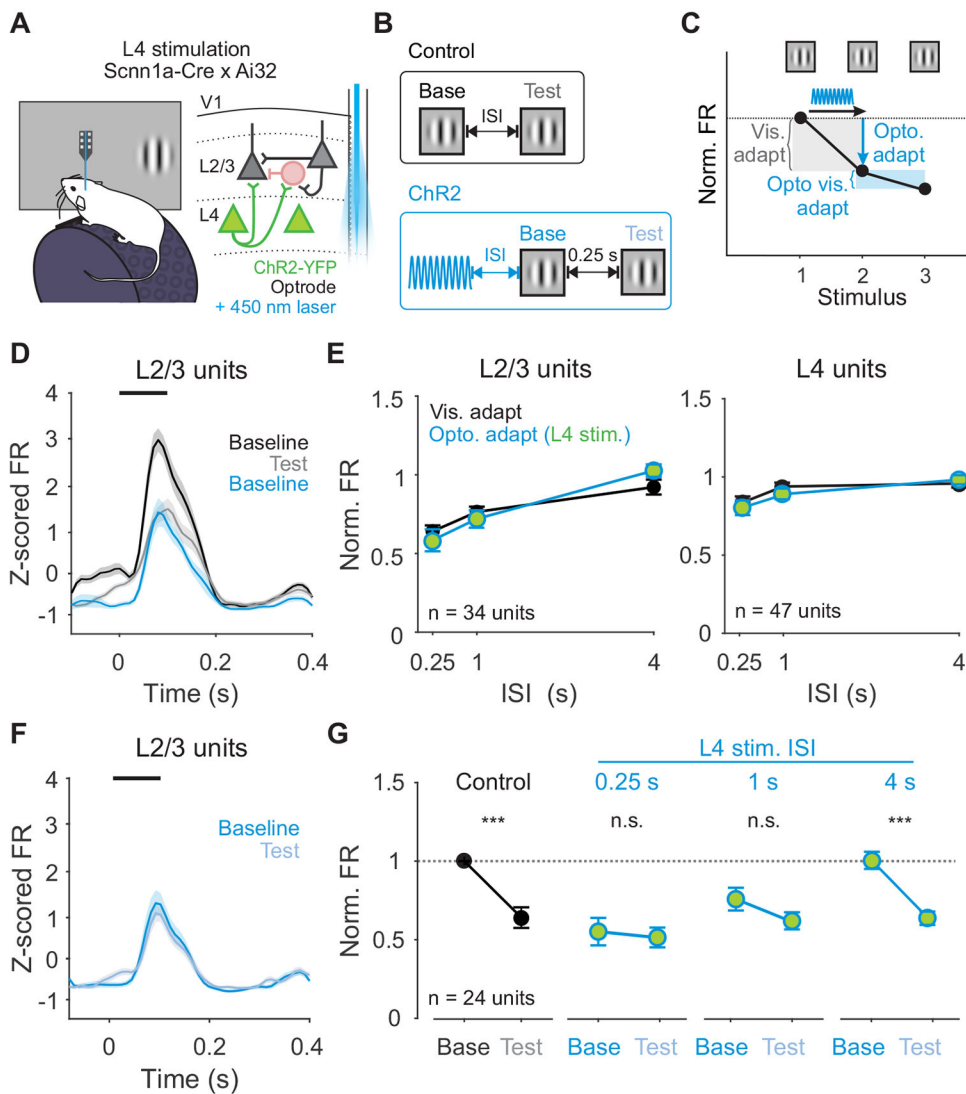 A
L4 stimulation
Scnn1a-Cre x Ai32
V1
L2/3
L4
ChR2-YFP
Optrode
+ 450 nm laser
B
Control
Base
Test
ISI
ChR2
Base
Test
ISI
0.25 s
C
Norm. FR
Vis.
adapt
Opto.
adapt
Opto vis.
adapt
1
2
3
Stimulus
D
L2/3 units
4
3
2
1
0
-1
Z-scored FR
Baseline
Test
Baseline
0
0.2
0.4
Time (s)
E
L2/3 units
1.5
1
0.5
0
Norm. FR
Vis. adapt
Opto. adapt (L4 stim.)
n = 34 units
0.25
1
4
ISI (s)
L4 units
1.5
1
0.5
0
n = 47 units
0.25
1
4
ISI (s)
F
L2/3 units
4
3
2
1
0
-1
Z-scored FR
Baseline
Test
0
0.2
0.4
Time (s)
G
L4 stim. ISI
Control
0.25 s
1 s
4 s
***
n.s.
n.s.
***
1.5
1
0.5
0
Norm. FR
n = 24 units
Base Test
Base Test
Base Test
Base Test